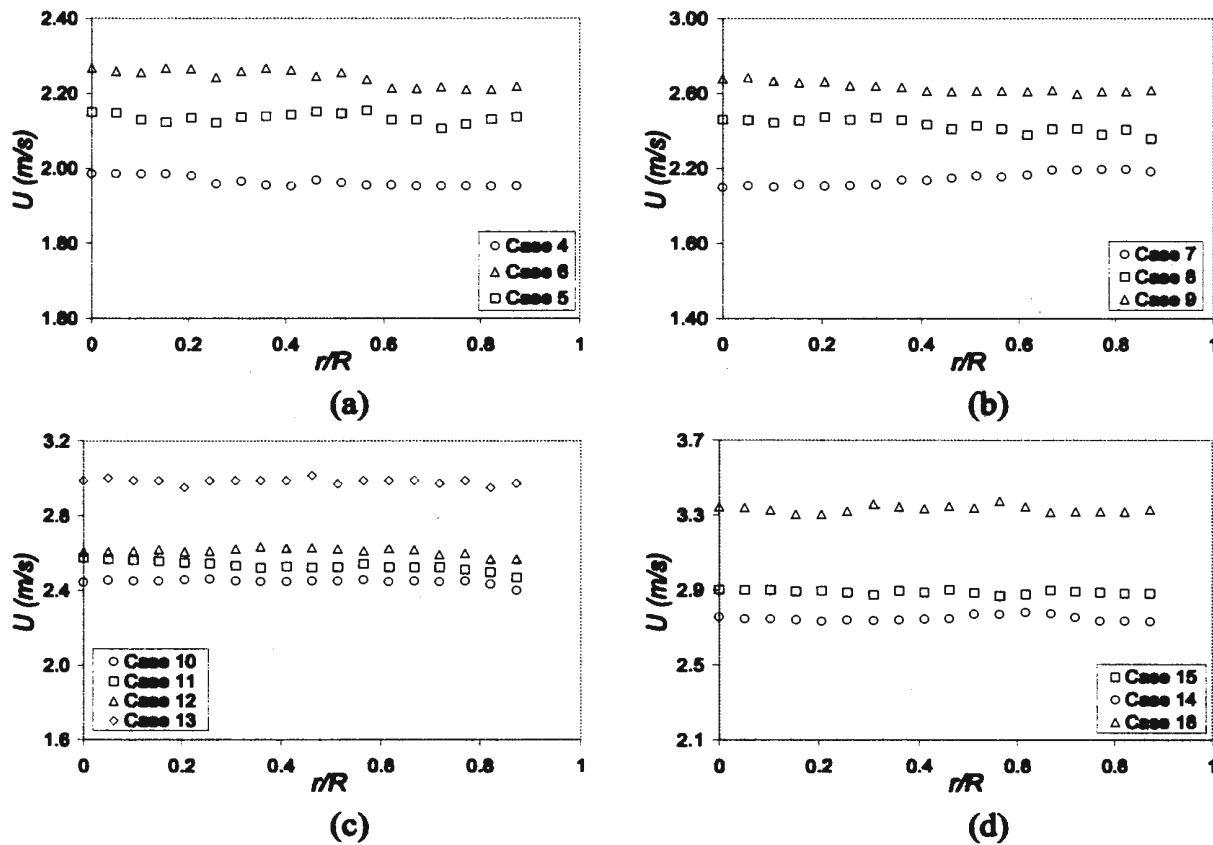 2.40
2.20
2.00
1.80
1.60
U (m/s)
Case 4
Case 6
Case 5
0 0.2 0.4 0.6 0.8 1
r/R
(a)
3.00
2.60
2.20
1.80
1.40
U (m/s)
Case 7
Case 8
Case 9
0 0.2 0.4 0.6 0.8 1
r/R
(b)
3.2
2.8
2.4
2.0
1.6
U (m/s)
Case 10
Case 11
Case 12
Case 13
0 0.2 0.4 0.6 0.8 1
r/R
(c)
3.7
3.3
2.9
2.5
2.1
U (m/s)
Case 15
Case 14
Case 16
0 0.2 0.4 0.6 0.8 1
r/R
(d)